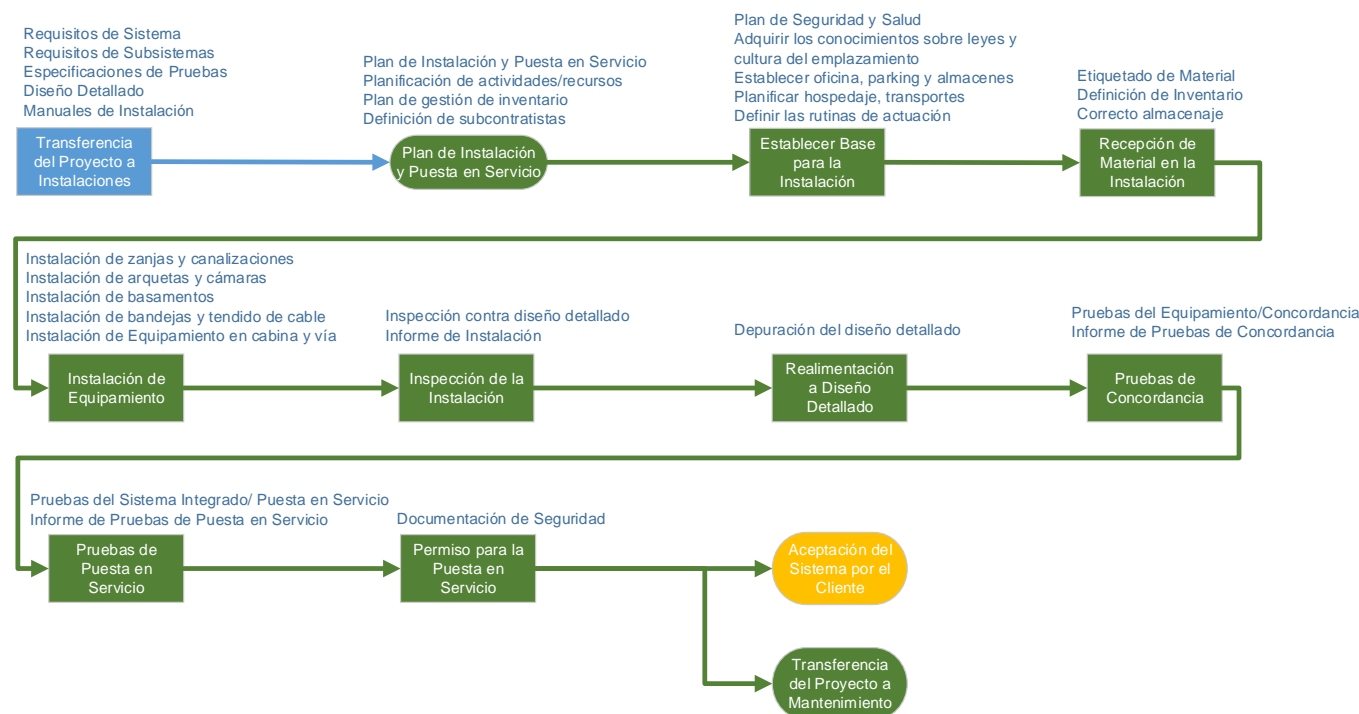 Requisitos de Sistema
Requisitos de Subsistemas
Especificaciones de Pruebas
Diseño Detallado
Manuales de Instalación
Transferencia
del Proyecto a
Instalaciones
Plan de Instalación y Puesta en Servicio
Planificación de actividades/recursos
Plan de gestión de inventario
Definición de subcontratistas
Plan de Instalación
y Puesta en Servicio
Plan de Seguridad y Salud
Adquirir los conocimientos sobre leyes y
cultura del emplazamiento
Establecer oficina, parking y almacenes
Planificar hospedaje, transportes
Definir las rutinas de actuación
Establecer Base
para la
Instalación
Etiquetado de Material
Definición de Inventario
Correcto almacenaje
Recepción de
Material en la
Instalación
Instalación de zanjas y canalizaciones
Instalación de arquetas y cámaras
Instalación de basamentos
Instalación de bandejas y tendido de cable
Instalación de Equipamiento en cabina y vía
Instalación de
Equipamiento
Inspección contra diseño detallado
Informe de Instalación
Inspección de la
Instalación
Depuración del diseño detallado
Realimentación
a Diseño
Detallado
Pruebas del Equipamiento/Concordancia
Informe de Pruebas de Concordancia
Pruebas de
Concordancia
Pruebas del Sistema Integrado/ Puesta en Servicio
Informe de Pruebas de Puesta en Servicio
Pruebas de
Puesta en
Servicio
Documentación de Seguridad
Permiso para la
Puesta en
Servicio
Aceptación del
Sistema por el
Cliente
Transferencia
del Proyecto a
Mantenimiento